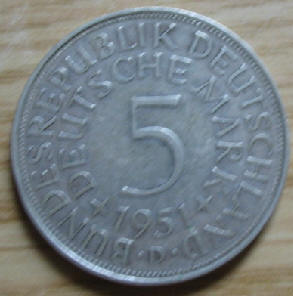 BUNDESREPUBLIK DEUTSCHLAND
DEUTSCHE MARK
5
1951
D